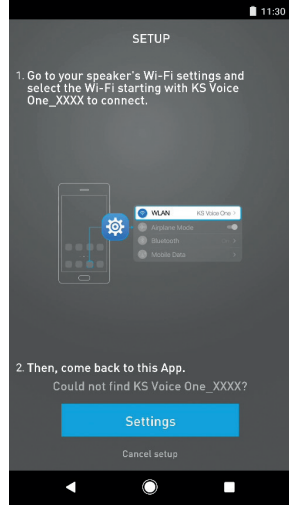 11:30
SETUP
1. Go to your speaker's Wi-Fi settings and
select the Wi-Fi starting with KS Voice
One_XXXX to connect.
WLAN KS Voice One >
Airplane Mode
Bluetooth >
Mobile Data >
2. Then, come back to this App.
Could not find KS Voice One_XXXX?
Settings
Cancel setup